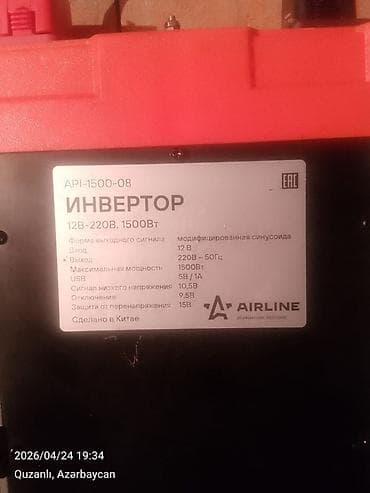 API-1500-08
EAC
ИНВЕРТОР
12В-220В, 1500Вт
Форма выходного сигнала модифицированная синусоида
Вход 12 В
Выход 220В – 50Гц
Максимальная мощность 1500Вт
USB 5В / 1А
Сигнал низкого напряжения 10,5В
Отключение 9,5В
Защита от перенапряжения 15В
Сделано в Китае
AIRLINE
2026/04/24 19:34
Quzanlı, Azərbaycan